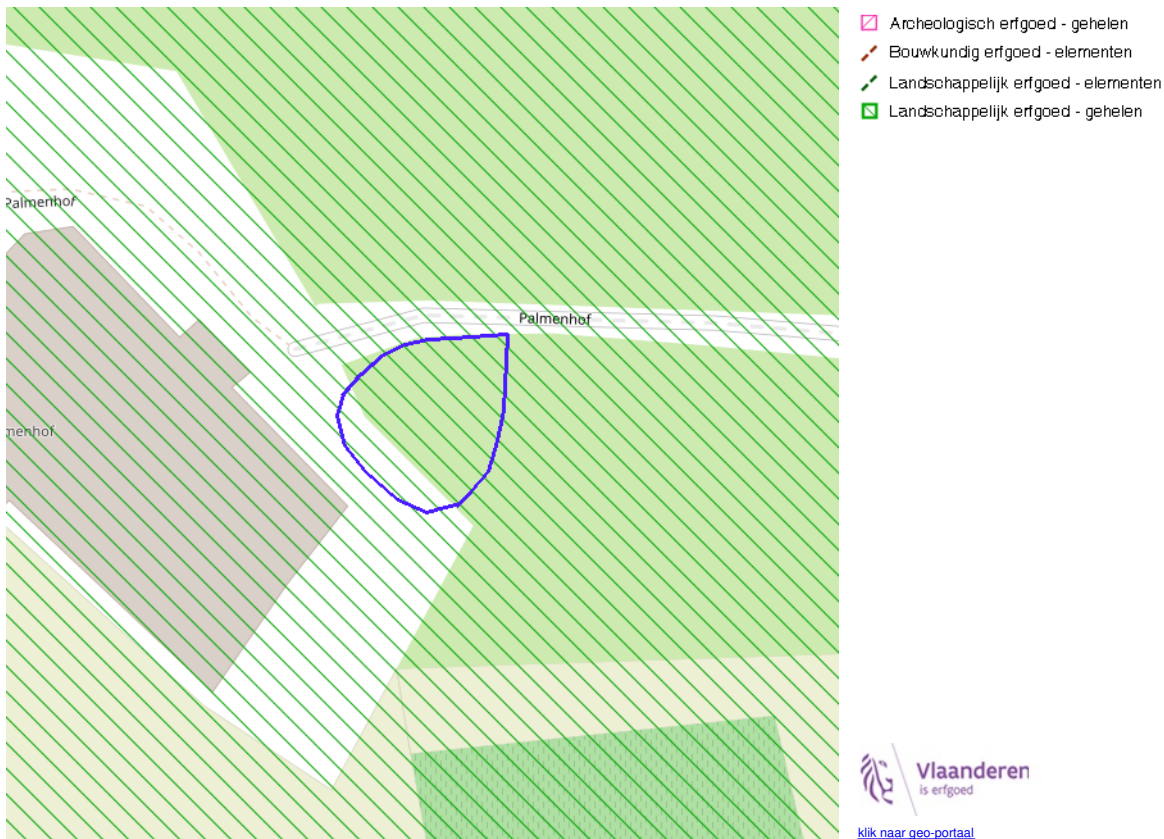 Archeologisch erfgoed - gehelen
Bouwkundig erfgoed - elementen
Landschappelijk erfgoed - elementen
Landschappelijk erfgoed - gehelen
Palmenhof
Palmenhof
menhof
Vlaanderen
is erfgoed
klik naar geo-portaal